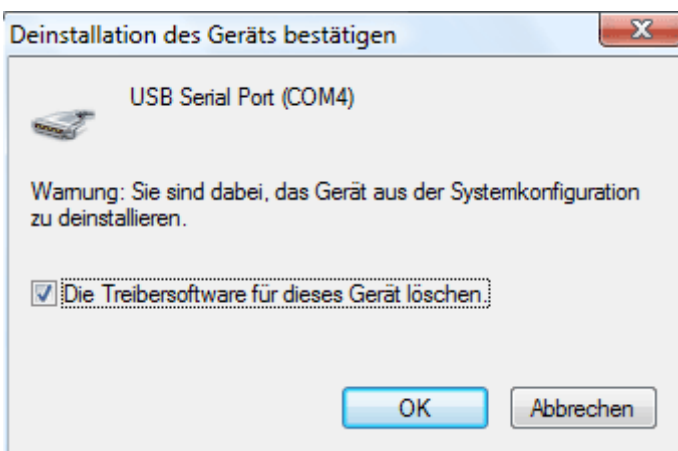 Deinstallation des Geräts bestätigen
USB Serial Port (COM4)
Warnung: Sie sind dabei, das Gerät aus der Systemkonfiguration
zu deinstallieren.
Die Treibersoftware für dieses Gerät löschen.
OK
Abbrechen